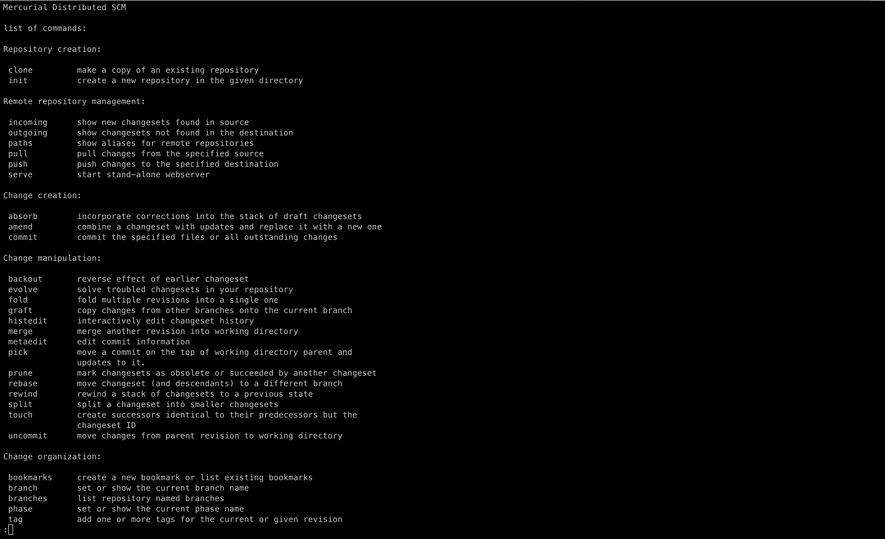 Mercurial Distributed SCM
list of commands:
Repository creation:
clone         make a copy of an existing repository
init          create a new repository in the given directory
Remote repository management:
incoming      show new changesets found in source
outgoing      show changesets not found in the destination
paths         show aliases for remote repositories
pull          pull changes from the specified source
push          push changes to the specified destination
serve         start stand-alone webserver
Change creation:
absorb        incorporate corrections into the stack of draft changesets
amend         combine a changeset with updates and replace it with a new one
commit        commit the specified files or all outstanding changes
Change manipulation:
backout       reverse effect of earlier changeset
evolve        solve troubled changesets in your repository
fold          fold multiple revisions into a single one
graft         copy changes from other branches onto the current branch
histedit      interactively edit changeset history
merge         merge another revision into working directory
metaedit      edit commit information
pick          move a commit on the top of working directory parent and
              updates to it.
prune         mark changesets as obsolete or succeeded by another changeset
rebase        move changeset (and descendants) to a different branch
rewind        rewind a stack of changesets to a previous state
split         split a changeset into smaller changesets
touch         create successors identical to their predecessors but the
              changeset ID
uncommit      move changes from parent revision to working directory
Change organization:
bookmarks     create a new bookmark or list existing bookmarks
branch        set or show the current branch name
branches      list repository named branches
phase         set or show the current phase name
tag           add one or more tags for the current or given revision
: